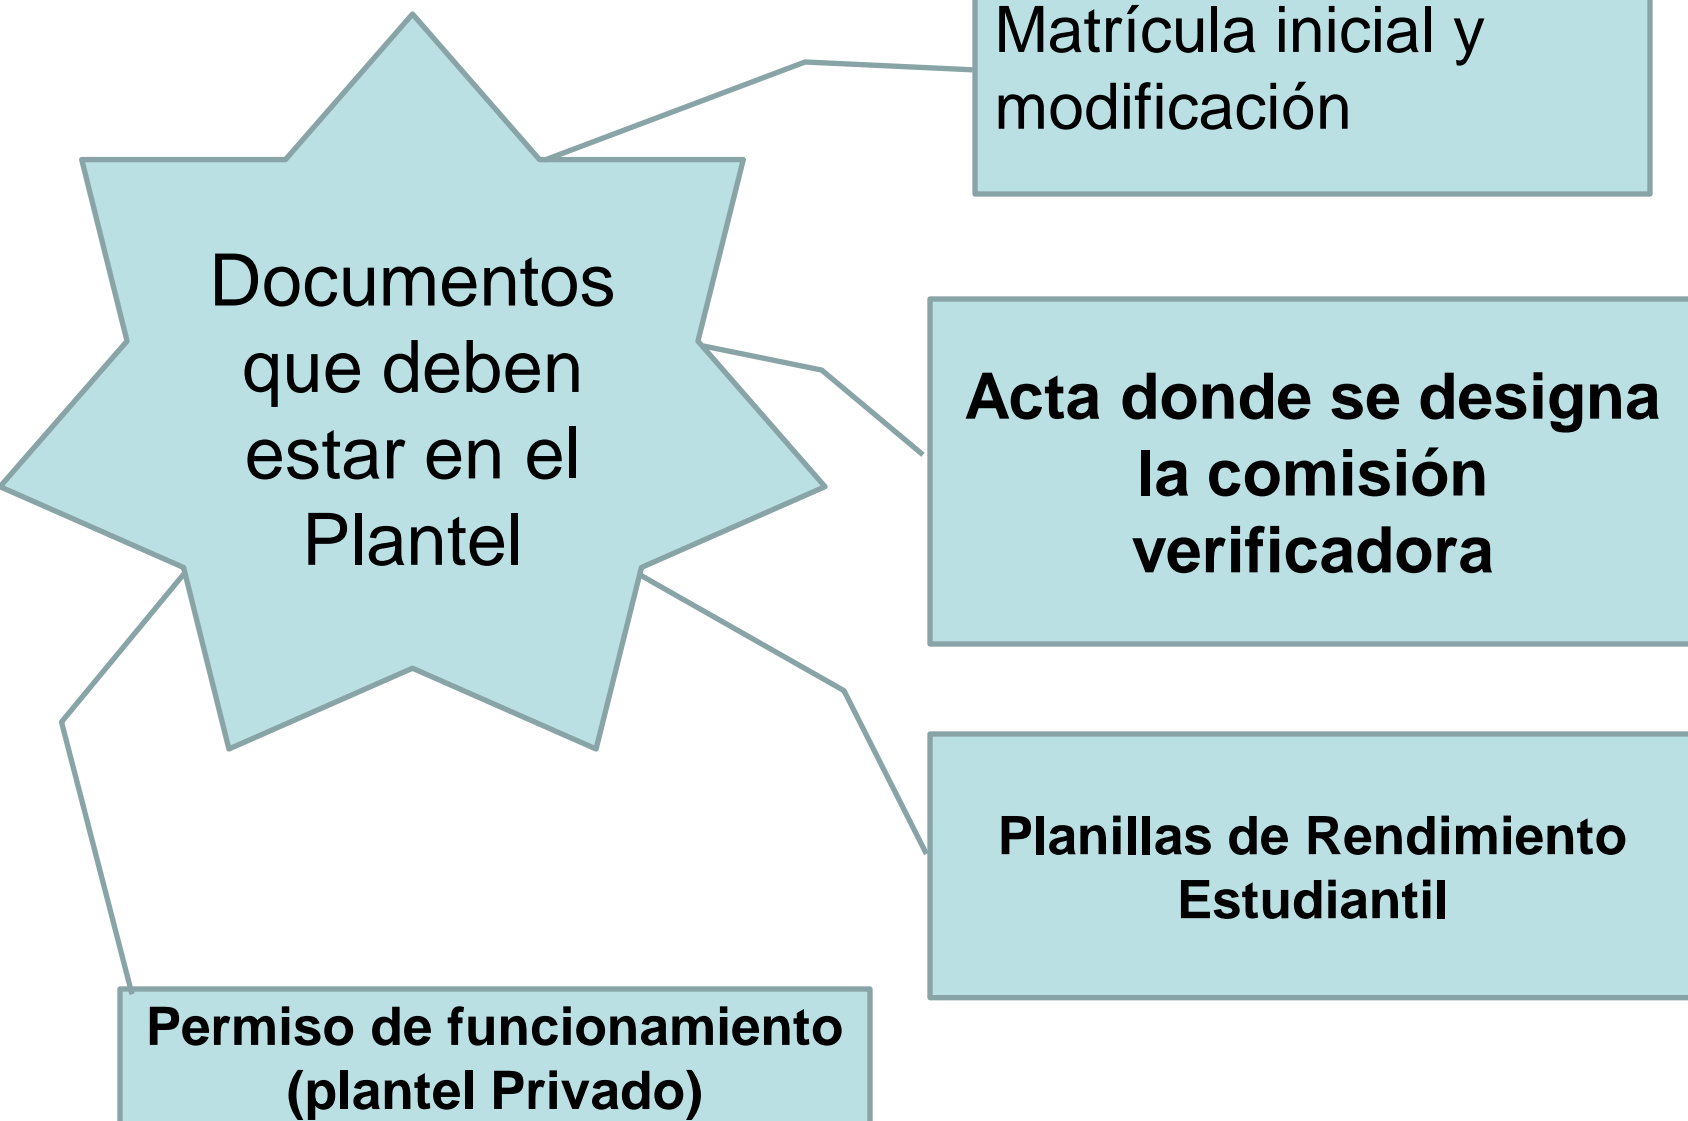 Matrícula inicial y
modificación
Documentos
que deben
estar en el
Plantel
Acta donde se designa
la comisión
verificadora
Planillas de Rendimiento
Estudiantil
Permiso de funcionamiento
(plantel Privado)